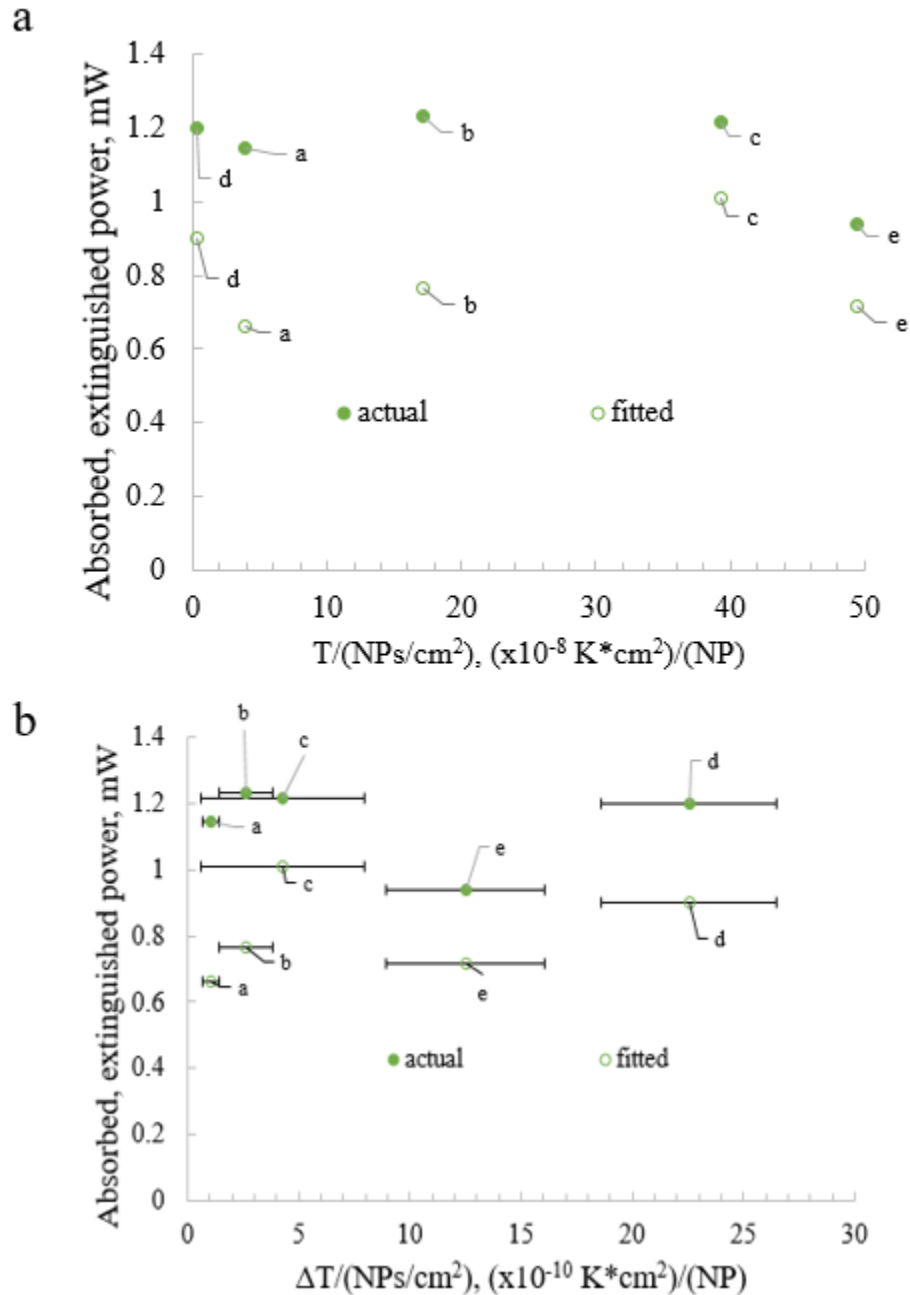 a
Absorbed, extinguished power, mW
1.4
1.2
1
0.8
0.6
0.4
0.2
0
d
a
b
c
e
d
a
b
c
e
actual
fitted
0 10 20 30 40 50
T/(NPs/cm²), (x10⁻⁸ K*cm²)/(NP)
b
Absorbed, extinguished power, mW
1.4
1.2
1
0.8
0.6
0.4
0.2
0
b
c
a
e
d
c
b
a
e
d
actual
fitted
0 5 10 15 20 25 30
ΔT/(NPs/cm²), (x10⁻¹⁰ K*cm²)/(NP)